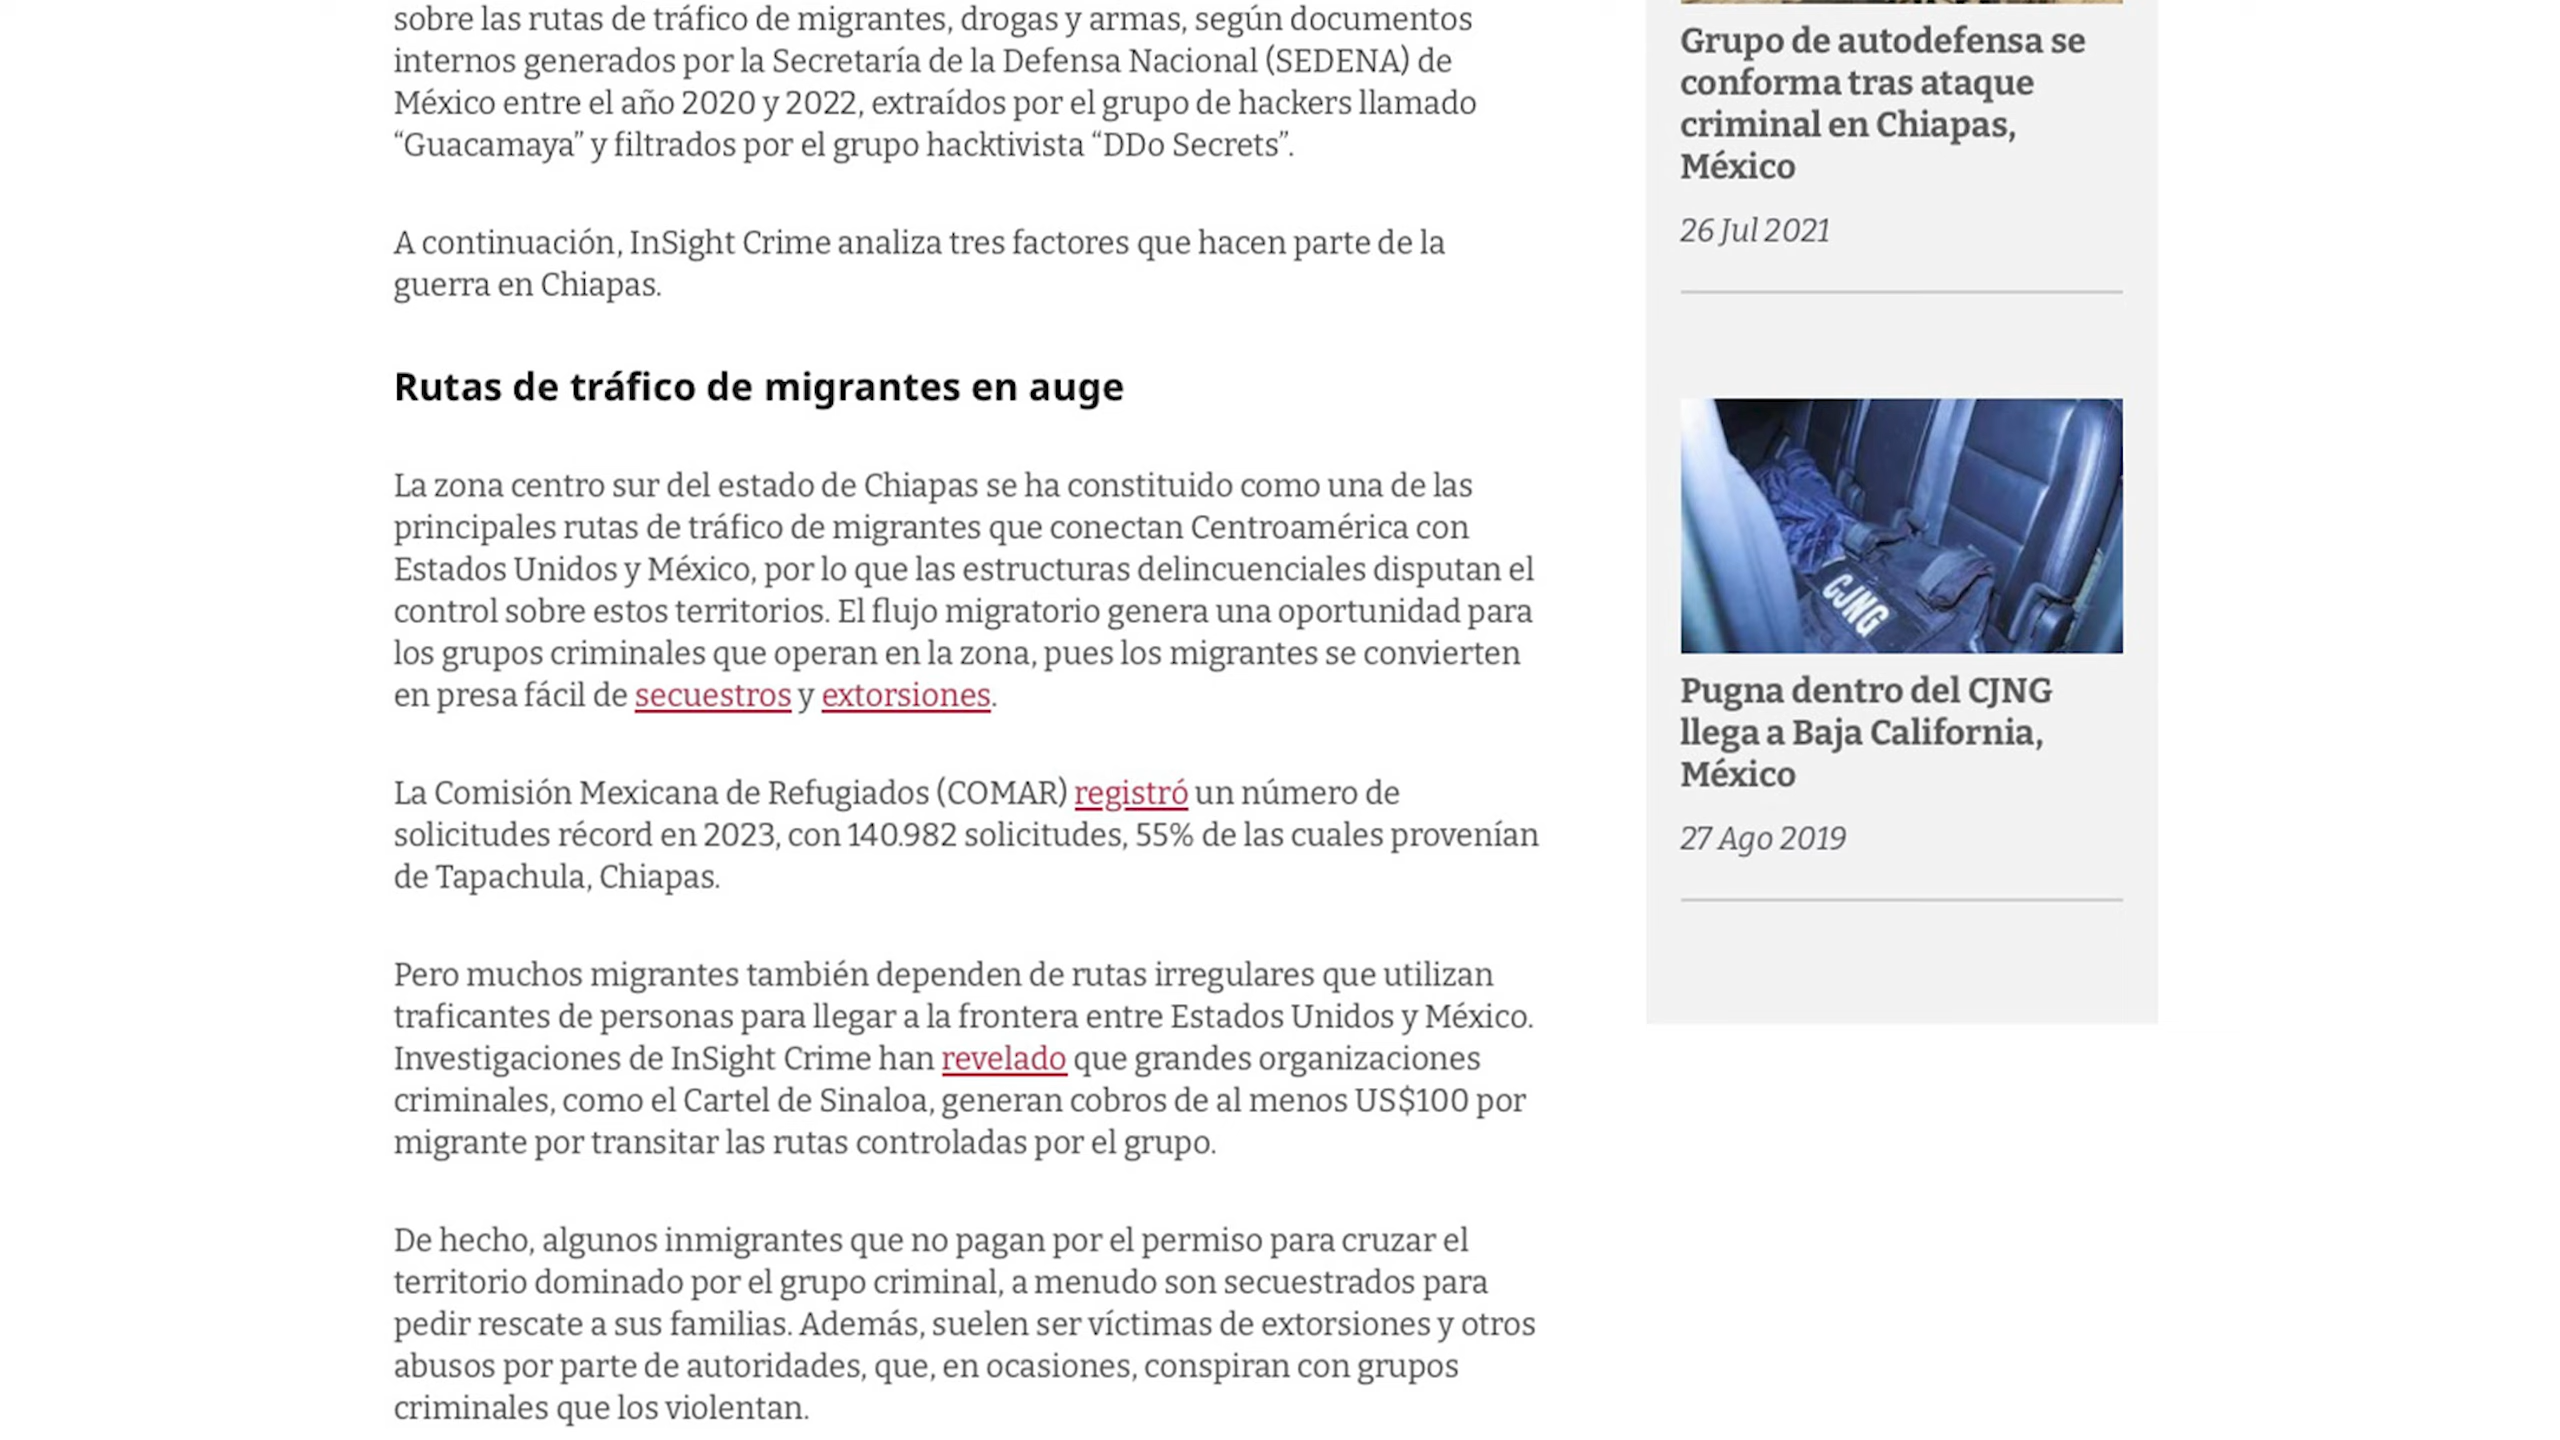 sobre las rutas de tráfico de migrantes, drogas y armas, según documentos
internos generados por la Secretaría de la Defensa Nacional (SEDENA) de
México entre el año 2020 y 2022, extraídos por el grupo de hackers llamado
“Guacamaya” y filtrados por el grupo hacktivista “DDo Secrets”.
A continuación, InSight Crime analiza tres factores que hacen parte de la
guerra en Chiapas.
Rutas de tráfico de migrantes en auge
La zona centro sur del estado de Chiapas se ha constituido como una de las
principales rutas de tráfico de migrantes que conectan Centroamérica con
Estados Unidos y México, por lo que las estructuras delincuenciales disputan el
control sobre estos territorios. El flujo migratorio genera una oportunidad para
los grupos criminales que operan en la zona, pues los migrantes se convierten
en presa fácil de secuestros y extorsiones.
La Comisión Mexicana de Refugiados (COMAR) registró un número de
solicitudes récord en 2023, con 140.982 solicitudes, 55% de las cuales provenían
de Tapachula, Chiapas.
Pero muchos migrantes también dependen de rutas irregulares que utilizan
traficantes de personas para llegar a la frontera entre Estados Unidos y México.
Investigaciones de InSight Crime han revelado que grandes organizaciones
criminales, como el Cartel de Sinaloa, generan cobros de al menos US$100 por
migrante por transitar las rutas controladas por el grupo.
De hecho, algunos inmigrantes que no pagan por el permiso para cruzar el
territorio dominado por el grupo criminal, a menudo son secuestrados para
pedir rescate a sus familias. Además, suelen ser víctimas de extorsiones y otros
abusos por parte de autoridades, que, en ocasiones, conspiran con grupos
criminales que los violentan.
Grupo de autodefensa se
conforma tras ataque
criminal en Chiapas,
México
26 Jul 2021
CJNG
Pugna dentro del CJNG
llega a Baja California,
México
27 Ago 2019